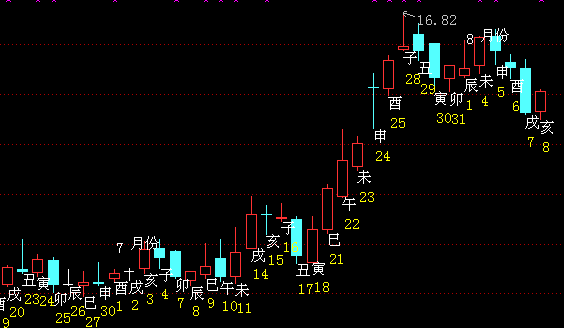 16.82
8 月份
7 月份
酉
9
戌
20
丑
23
寅
24
卯
25
辰
26
巳
27
申
30
酉
1
戌
2
亥
3
子
4
卯
7
辰
8
巳
9
午
10
未
11
戌
14
亥
15
子
16
丑
17
寅
18
巳
21
午
22
未
23
申
24
酉
25
子
28
丑
29
寅
30
卯
31
辰
1
未
4
申
5
酉
6
戌
7
亥
8